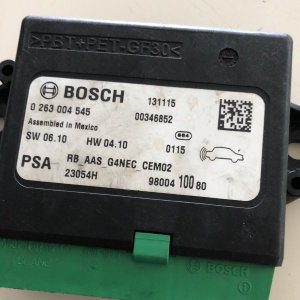 >PBT+PET-GF30<
BOSCH
131115
0 263 004 545
00346852
Assembled in Mexico
SW 06.10 HW 04.10 0115
PSA RB_AAS_G4NEC_CEM02
23054H 98004 100 80